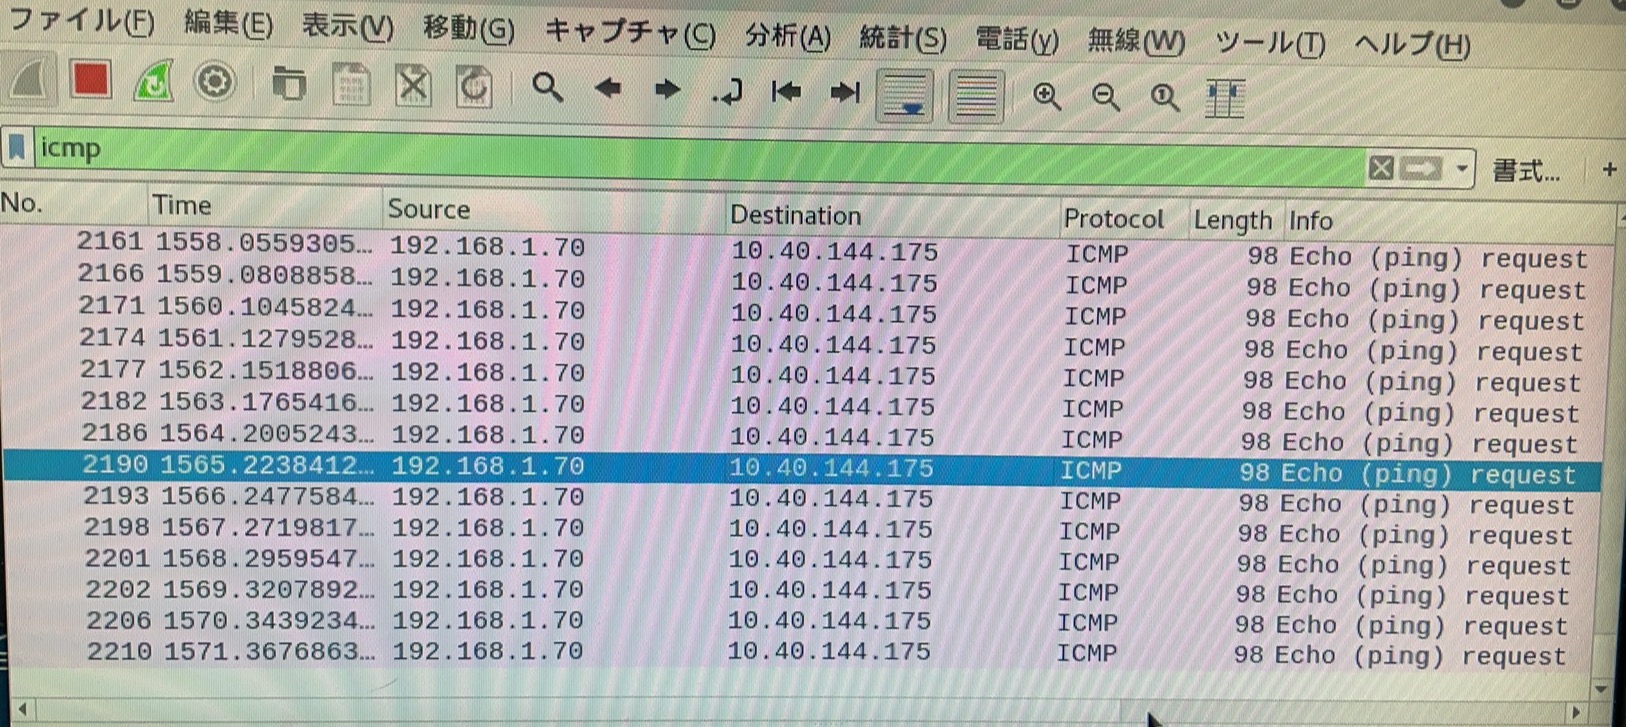 ファイル(F) 編集(E) 表示(V) 移動(G) キャプチャ(C) 分析(A) 統計(S) 電話(y) 無線(W) ツール(T) ヘルプ(H)
icmp 書式... +
No. Time Source Destination Protocol Length Info
2161 1558.0559305… 192.168.1.70 10.40.144.175 ICMP 98 Echo (ping) request
2166 1559.0808858… 192.168.1.70 10.40.144.175 ICMP 98 Echo (ping) request
2171 1560.1045824… 192.168.1.70 10.40.144.175 ICMP 98 Echo (ping) request
2174 1561.1279528… 192.168.1.70 10.40.144.175 ICMP 98 Echo (ping) request
2177 1562.1518806… 192.168.1.70 10.40.144.175 ICMP 98 Echo (ping) request
2182 1563.1765416… 192.168.1.70 10.40.144.175 ICMP 98 Echo (ping) request
2186 1564.2005243… 192.168.1.70 10.40.144.175 ICMP 98 Echo (ping) request
2190 1565.2238412… 192.168.1.70 10.40.144.175 ICMP 98 Echo (ping) request
2193 1566.2477584… 192.168.1.70 10.40.144.175 ICMP 98 Echo (ping) request
2198 1567.2719817… 192.168.1.70 10.40.144.175 ICMP 98 Echo (ping) request
2201 1568.2959547… 192.168.1.70 10.40.144.175 ICMP 98 Echo (ping) request
2202 1569.3207892… 192.168.1.70 10.40.144.175 ICMP 98 Echo (ping) request
2206 1570.3439234… 192.168.1.70 10.40.144.175 ICMP 98 Echo (ping) request
2210 1571.3676863… 192.168.1.70 10.40.144.175 ICMP 98 Echo (ping) request